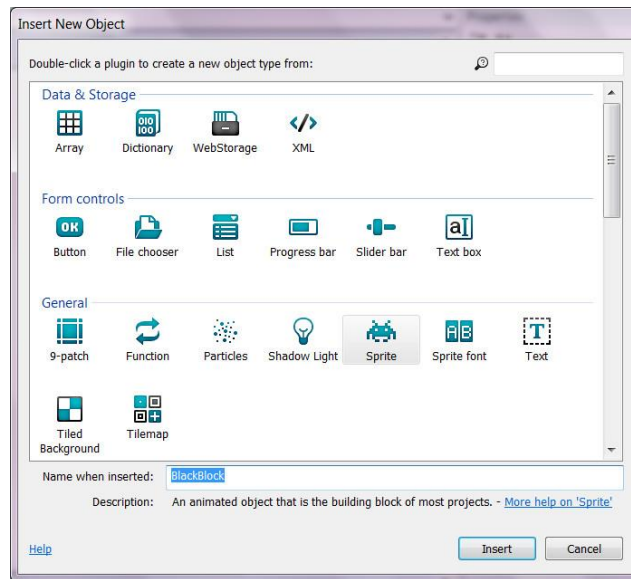 Insert New Object
Double-click a plugin to create a new object type from:
Data & Storage
Array Dictionary WebStorage XML
Form controls
OK aI
Button File chooser List Progress bar Slider bar Text box
General
AB T
9-patch Function Particles Shadow Light Sprite Sprite font Text
Tiled Background Tilemap
Name when inserted: BlackBlock
Description: An animated object that is the building block of most projects. - More help on 'Sprite'
Help Insert Cancel